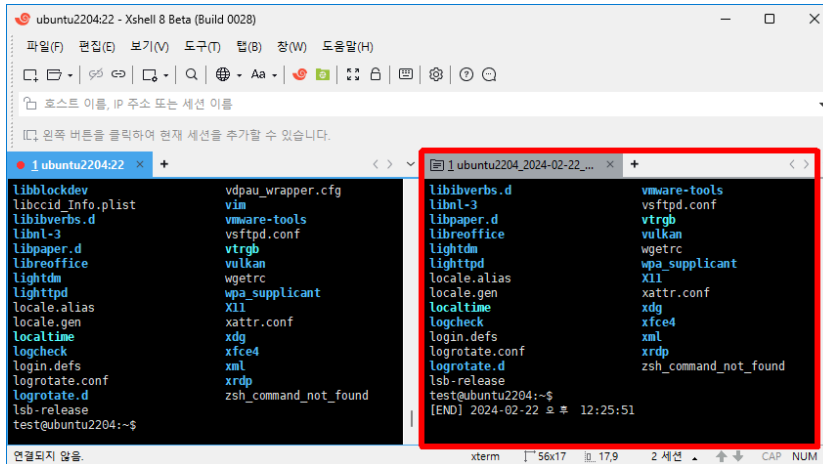 ubuntu2204:22 - Xshell 8 Beta (Build 0028)
파일(F) 편집(E) 보기(V) 도구(T) 탭(B) 창(W) 도움말(H)
Aa
호스트 이름, IP 주소 또는 세션 이름
왼쪽 버튼을 클릭하여 현재 세션을 추가할 수 있습니다.
1 ubuntu2204:22
libblockdev vdpau_wrapper.cfg
libccid_Info.plist vim
libibverbs.d vmware-tools
libnl-3 vsftpd.conf
libpaper.d vtrgb
libreoffice vulkan
lightdm wgetrc
lighttpd wpa_supplicant
locale.alias X11
locale.gen xattr.conf
localtime xdg
logcheck xfce4
login.defs xml
logrotate.conf xrdp
logrotate.d zsh_command_not_found
lsb-release
test@ubuntu2204:~$
1 ubuntu2204_2024-02-22_...
libibverbs.d vmware-tools
libnl-3 vsftpd.conf
libpaper.d vtrgb
libreoffice vulkan
lightdm wgetrc
lighttpd wpa_supplicant
locale.alias X11
locale.gen xattr.conf
localtime xdg
logcheck xfce4
login.defs xml
logrotate.conf xrdp
logrotate.d zsh_command_not_found
lsb-release
test@ubuntu2204:~$
[END] 2024-02-22 오후 12:25:51
연결되지 않음. xterm 56x17 17,9 2 세션 CAP NUM